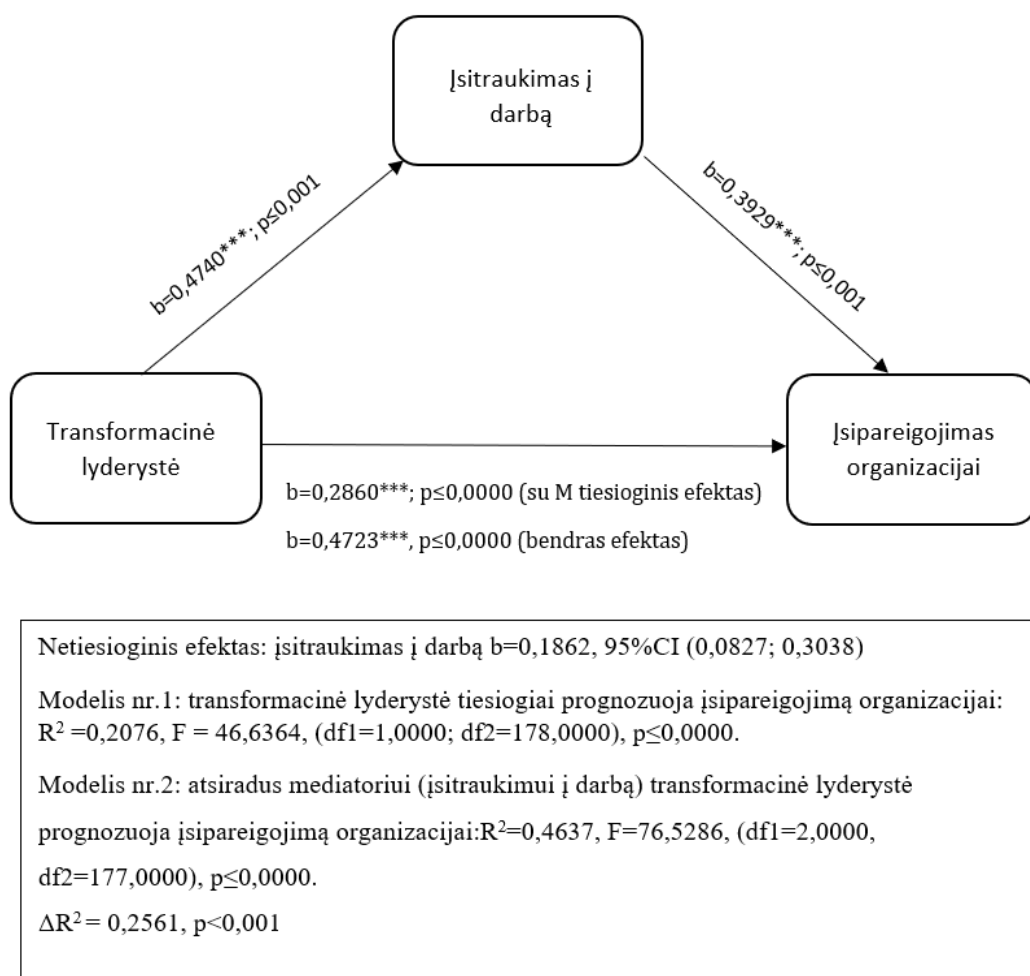 Įsitraukimas į
darbą
b=0,4740***; p≤0,001
b=0,3929***; p≤0,001
Transformacinė
lyderystė
Įsipareigojimas
organizacijai
b=0,2860***; p≤0,0000 (su M tiesioginis efektas)
b=0,4723***, p≤0,0000 (bendras efektas)
Netiesioginis efektas: įsitraukimas į darbą b=0,1862, 95%CI (0,0827; 0,3038)
Modelis nr.1: transformacinė lyderystė tiesiogiai prognozuoja įsipareigojimą organizacijai:
R² =0,2076, F = 46,6364, (df1=1,0000; df2=178,0000), p≤0,0000.
Modelis nr.2: atsiradus mediatoriui (įsitraukimui į darbą) transformacinė lyderystė
prognozuoja įsipareigojimą organizacijai:R²=0,4637, F=76,5286, (df1=2,0000,
df2=177,0000), p≤0,0000.
ΔR² = 0,2561, p<0,001